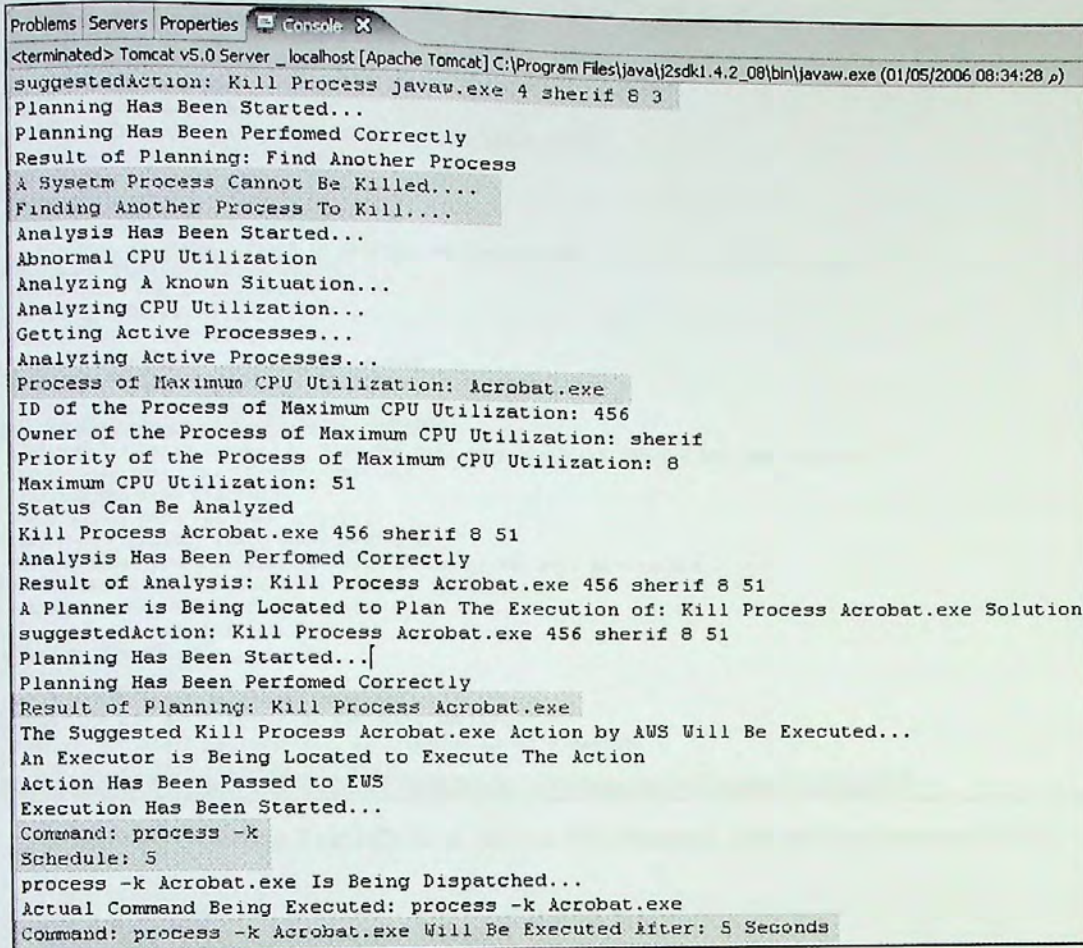 Problems Servers Properties Console
<terminated> Tomcat v5.0 Server _ localhost [Apache Tomcat] C:\Program Files\java\j2sdk1.4.2_08\bin\javaw.exe (01/05/2006 08:34:28 م)
suggestedAction: Kill Process javaw.exe 4 sherif 8 3
Planning Has Been Started...
Planning Has Been Perfomed Correctly
Result of Planning: Find Another Process
A Sysetm Process Cannot Be Killed....
Finding Another Process To Kill....
Analysis Has Been Started...
Abnormal CPU Utilization
Analyzing A known Situation...
Analyzing CPU Utilization...
Getting Active Processes...
Analyzing Active Processes...
Process of Maximum CPU Utilization: Acrobat.exe
ID of the Process of Maximum CPU Utilization: 456
Owner of the Process of Maximum CPU Utilization: sherif
Priority of the Process of Maximum CPU Utilization: 8
Maximum CPU Utilization: 51
Status Can Be Analyzed
Kill Process Acrobat.exe 456 sherif 8 51
Analysis Has Been Perfomed Correctly
Result of Analysis: Kill Process Acrobat.exe 456 sherif 8 51
A Planner is Being Located to Plan The Execution of: Kill Process Acrobat.exe Solution
suggestedAction: Kill Process Acrobat.exe 456 sherif 8 51
Planning Has Been Started...
Planning Has Been Perfomed Correctly
Result of Planning: Kill Process Acrobat.exe
The Suggested Kill Process Acrobat.exe Action by AWS Will Be Executed...
An Executor is Being Located to Execute The Action
Action Has Been Passed to EWS
Execution Has Been Started...
Command: process -k
Schedule: 5
process -k Acrobat.exe Is Being Dispatched...
Actual Command Being Executed: process -k Acrobat.exe
Command: process -k Acrobat.exe Will Be Executed After: 5 Seconds